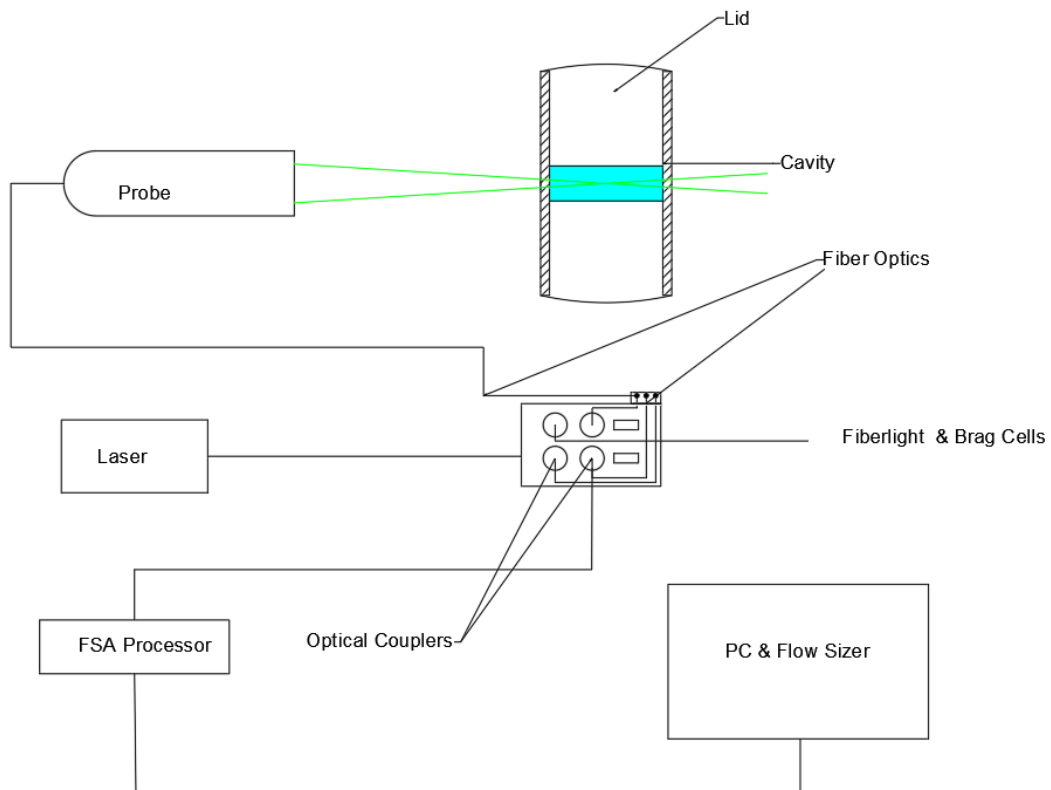 Lid
Cavity
Probe
Fiber Optics
Fiberlight & Brag Cells
Laser
Optical Couplers
FSA Processor
PC & Flow Sizer